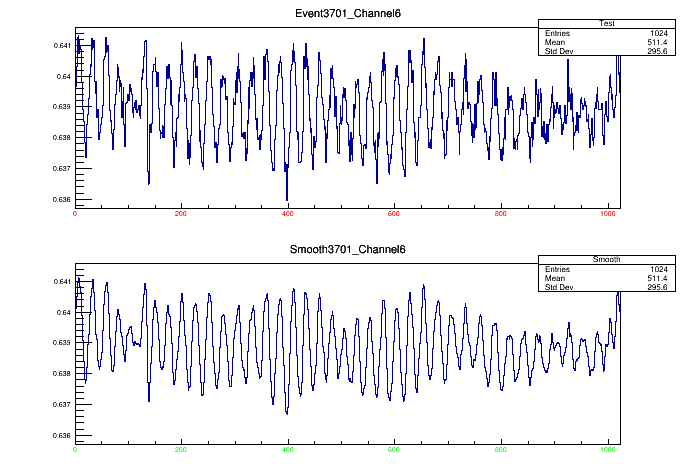 Event3701_Channel6
Test
Entries 1024
Mean 511.4
Std Dev 295.6
0.641
0.64
0.639
0.638
0.637
0.636
0 200 400 600 800 1000
Smooth3701_Channel6
Smooth
Entries 1024
Mean 511.4
Std Dev 295.6
0.641
0.64
0.639
0.638
0.637
0.636
0 200 400 600 800 1000